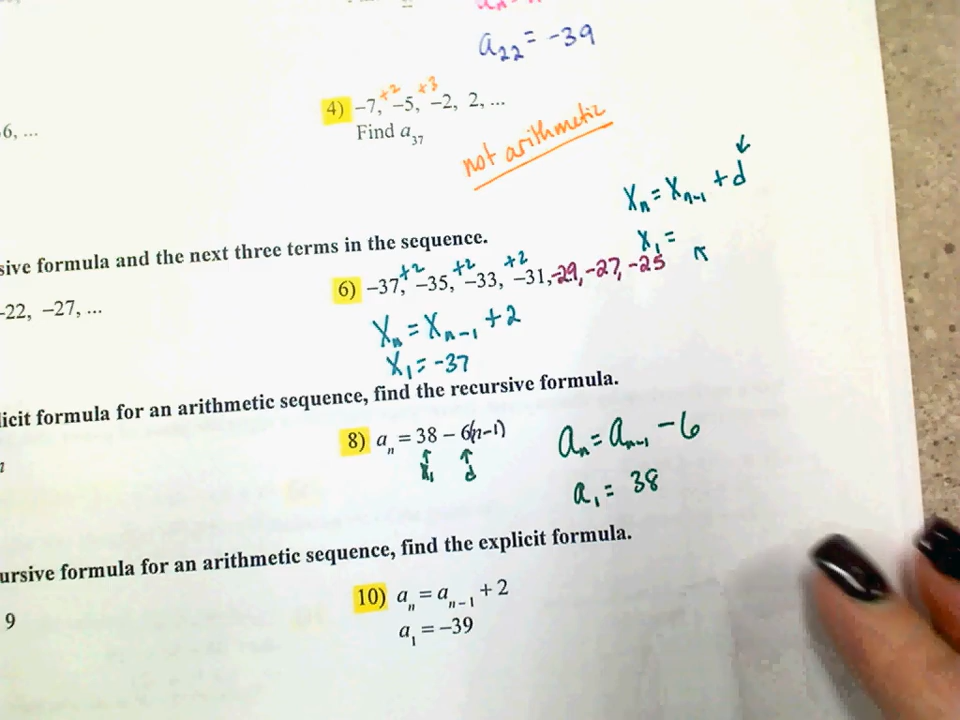 a₂₂ = -39
+2 +3
4) -7, -5, -2, 2, ...
6, ...
Find a₃₇
not arithmetic
Xₙ = Xₙ₋₁ + d
X₁ =
sive formula and the next three terms in the sequence.
+2 +2 +2
6) -37, -35, -33, -31, -29, -27, -25
-22, -27, ...
Xₙ = Xₙ₋₁ + 2
X₁ = -37
licit formula for an arithmetic sequence, find the recursive formula.
8) aₙ = 38 - 6(n-1)
X₁ d
aₙ = aₙ₋₁ - 6
a₁ = 38
ursive formula for an arithmetic sequence, find the explicit formula.
10) aₙ = aₙ₋₁ + 2
9
a₁ = -39